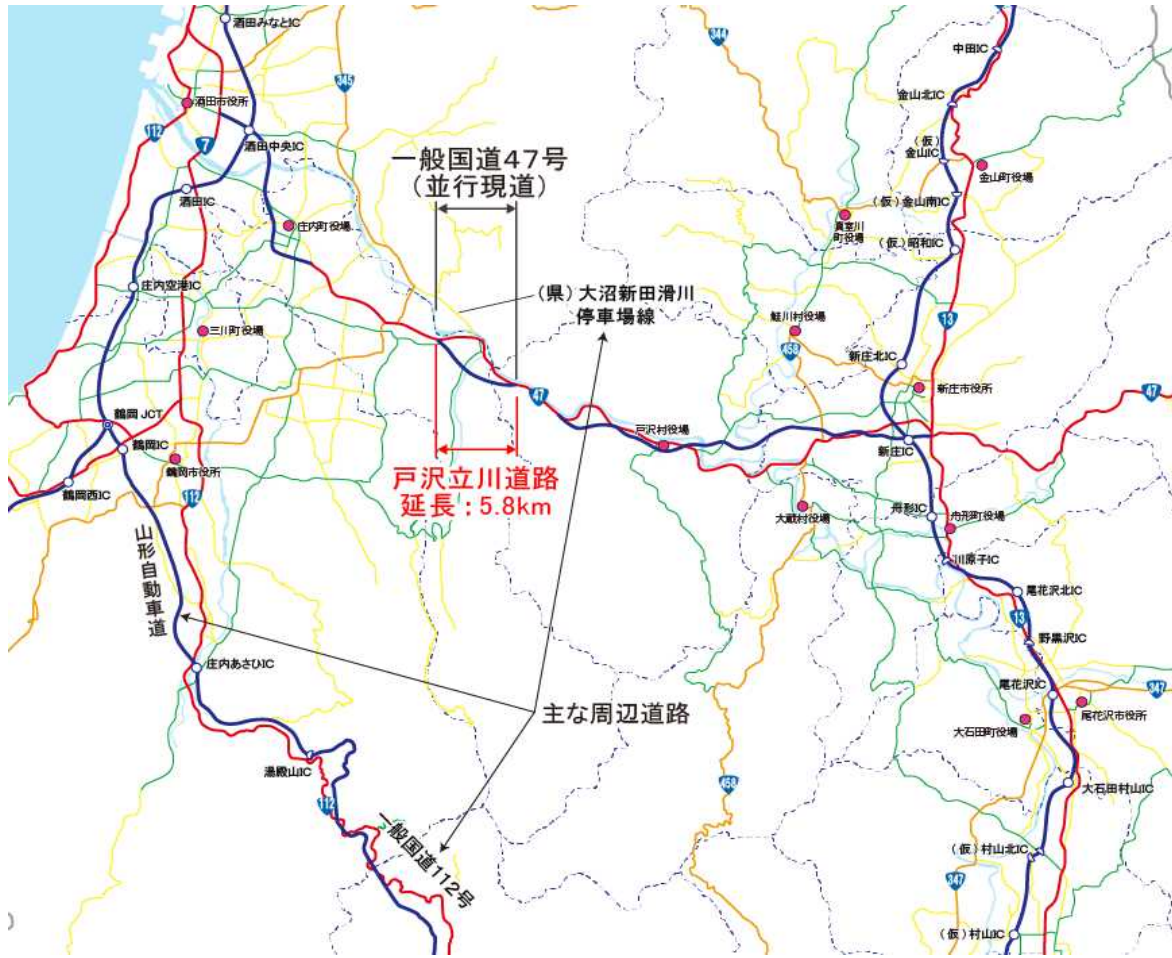 酒田みなとIC
344
中田IC
345
酒田市役所
金山北IC
112
7
酒田中央IC
一般国道47号
(並行現道)
(仮)
金山IC
金山町役場
酒田IC
(仮)金山南IC
庄内町役場
真室川
町役場
(仮)昭和IC
庄内空港IC
(県)大沼新田滑川
停車場線
三川町役場
鮭川村役場
13
458
新庄北IC
新庄市役所
47
47
鶴岡JCT
鶴岡IC
戸沢村役場
新庄IC
鶴岡市役所
鶴岡西IC
112
戸沢立川道路
延長:5.8km
大蔵村役場
舟形IC
舟形町役場
山形自動車道
川原子IC
尾花沢北IC
13
野黒沢IC
庄内あさひIC
尾花沢IC
347
主な周辺道路
尾花沢市役所
大石田町役場
湯殿山IC
458
大石田村山IC
112
一般国道112号
(仮)村山北IC
347
(仮)村山IC